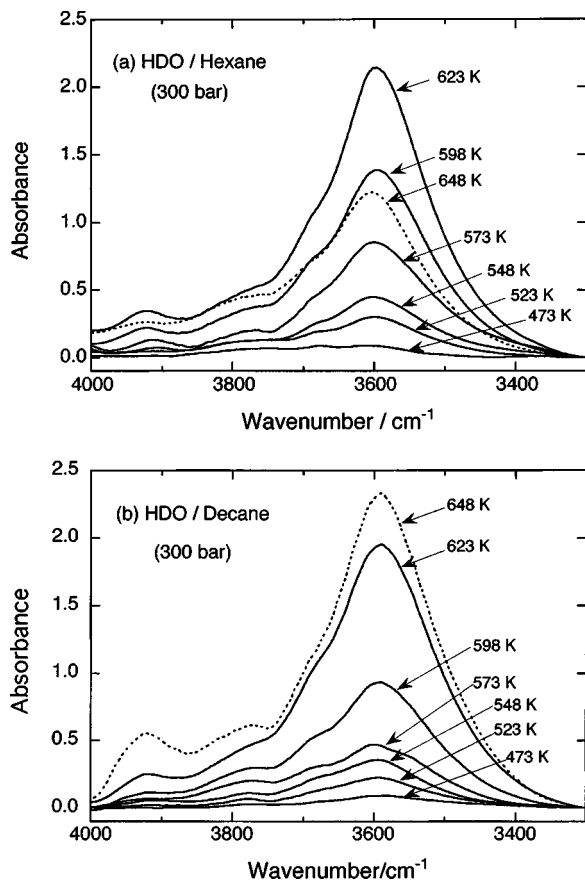 2.5
(a) HDO / Hexane
(300 bar)
623 K
2.0
1.5
598 K
648 K
Absorbance
1.0
573 K
548 K
0.5
523 K
473 K
0.0
4000 3800 3600 3400
Wavenumber / cm-1
2.5
(b) HDO / Decane
(300 bar)
648 K
623 K
2.0
1.5
Absorbance
598 K
1.0
573 K
548 K
523 K
0.5
473 K
0.0
4000 3800 3600 3400
Wavenumber/cm-1